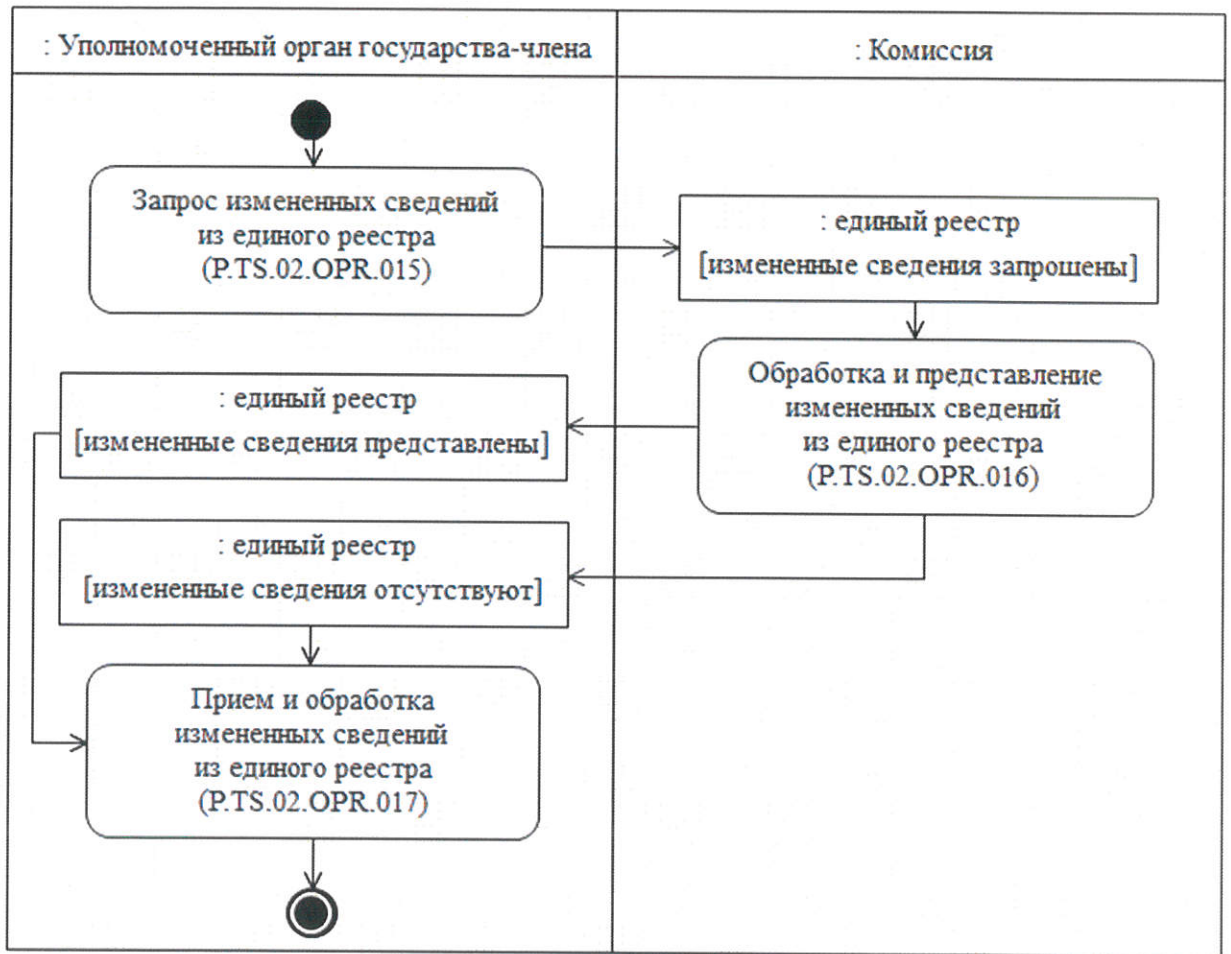 : Уполномоченный орган государства-члена
: Комиссия
Запрос измененных сведений
из единого реестра
(P.TS.02.OPR.015)
: единый реестр
[измененные сведения запрошены]
Обработка и представление
измененных сведений
из единого реестра
(P.TS.02.OPR.016)
: единый реестр
[измененные сведения представлены]
: единый реестр
[измененные сведения отсутствуют]
Прием и обработка
измененных сведений
из единого реестра
(P.TS.02.OPR.017)